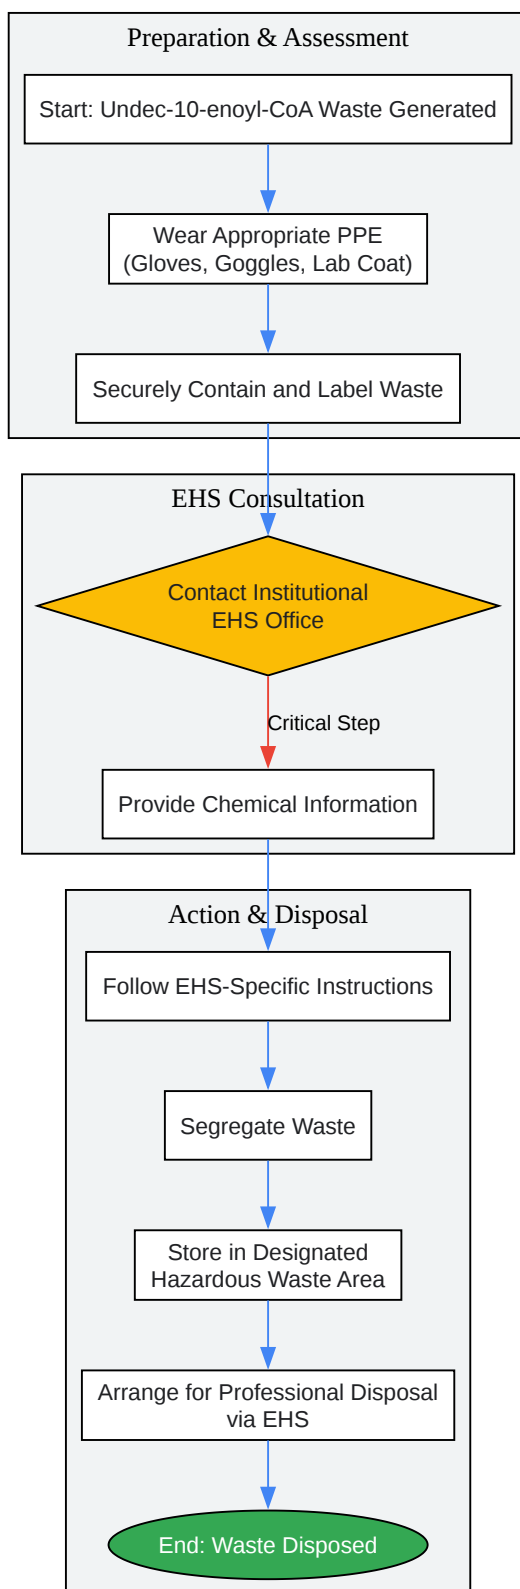 Preparation & Assessment
Start: Undec-10-enoyl-CoA Waste Generated
Wear Appropriate PPE
(Gloves, Goggles, Lab Coat)
Securely Contain and Label Waste
EHS Consultation
Contact Institutional
EHS Office
Critical Step
Provide Chemical Information
Action & Disposal
Follow EHS-Specific Instructions
Segregate Waste
Store in Designated
Hazardous Waste Area
Arrange for Professional Disposal
via EHS
End: Waste Disposed